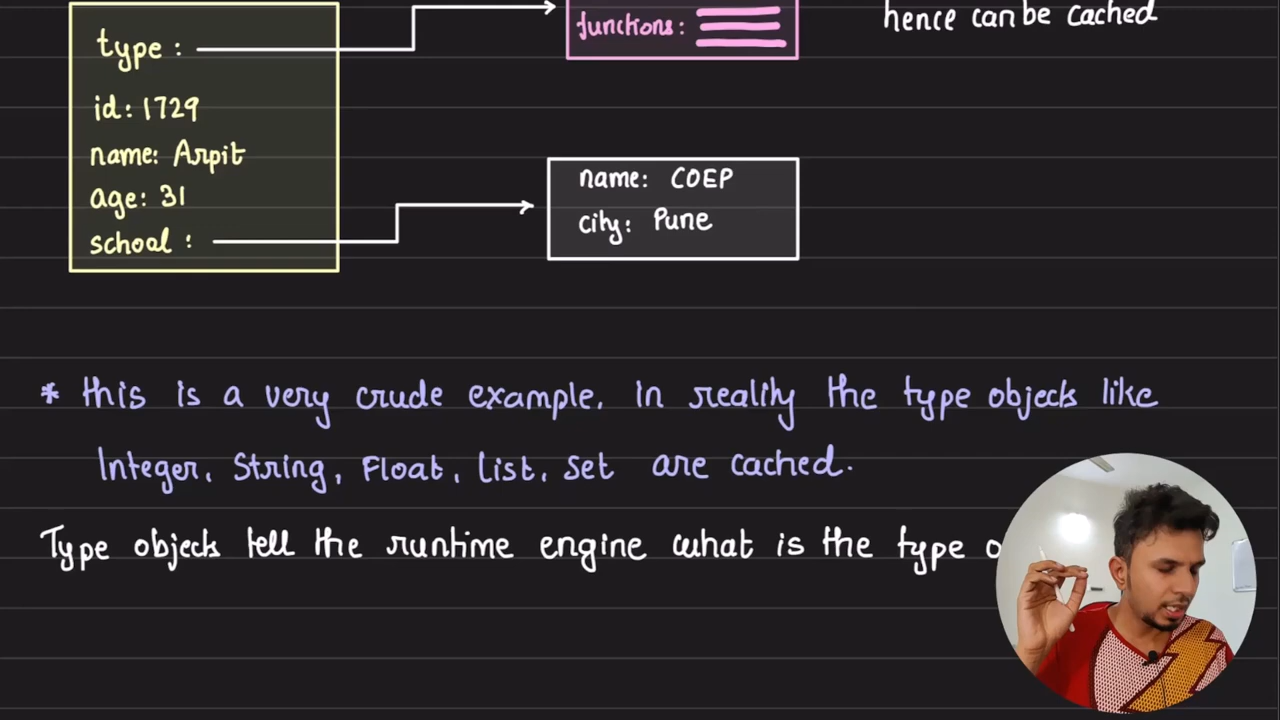 type :
functions:
hence can be cached
id: 1729
name: Arpit
age: 31
school :
name: COEP
city: Pune
* this is a very crude example. In reality the type objects like
Integer, String, Float, List, Set are cached.
Type objects tell the runtime engine what is the type